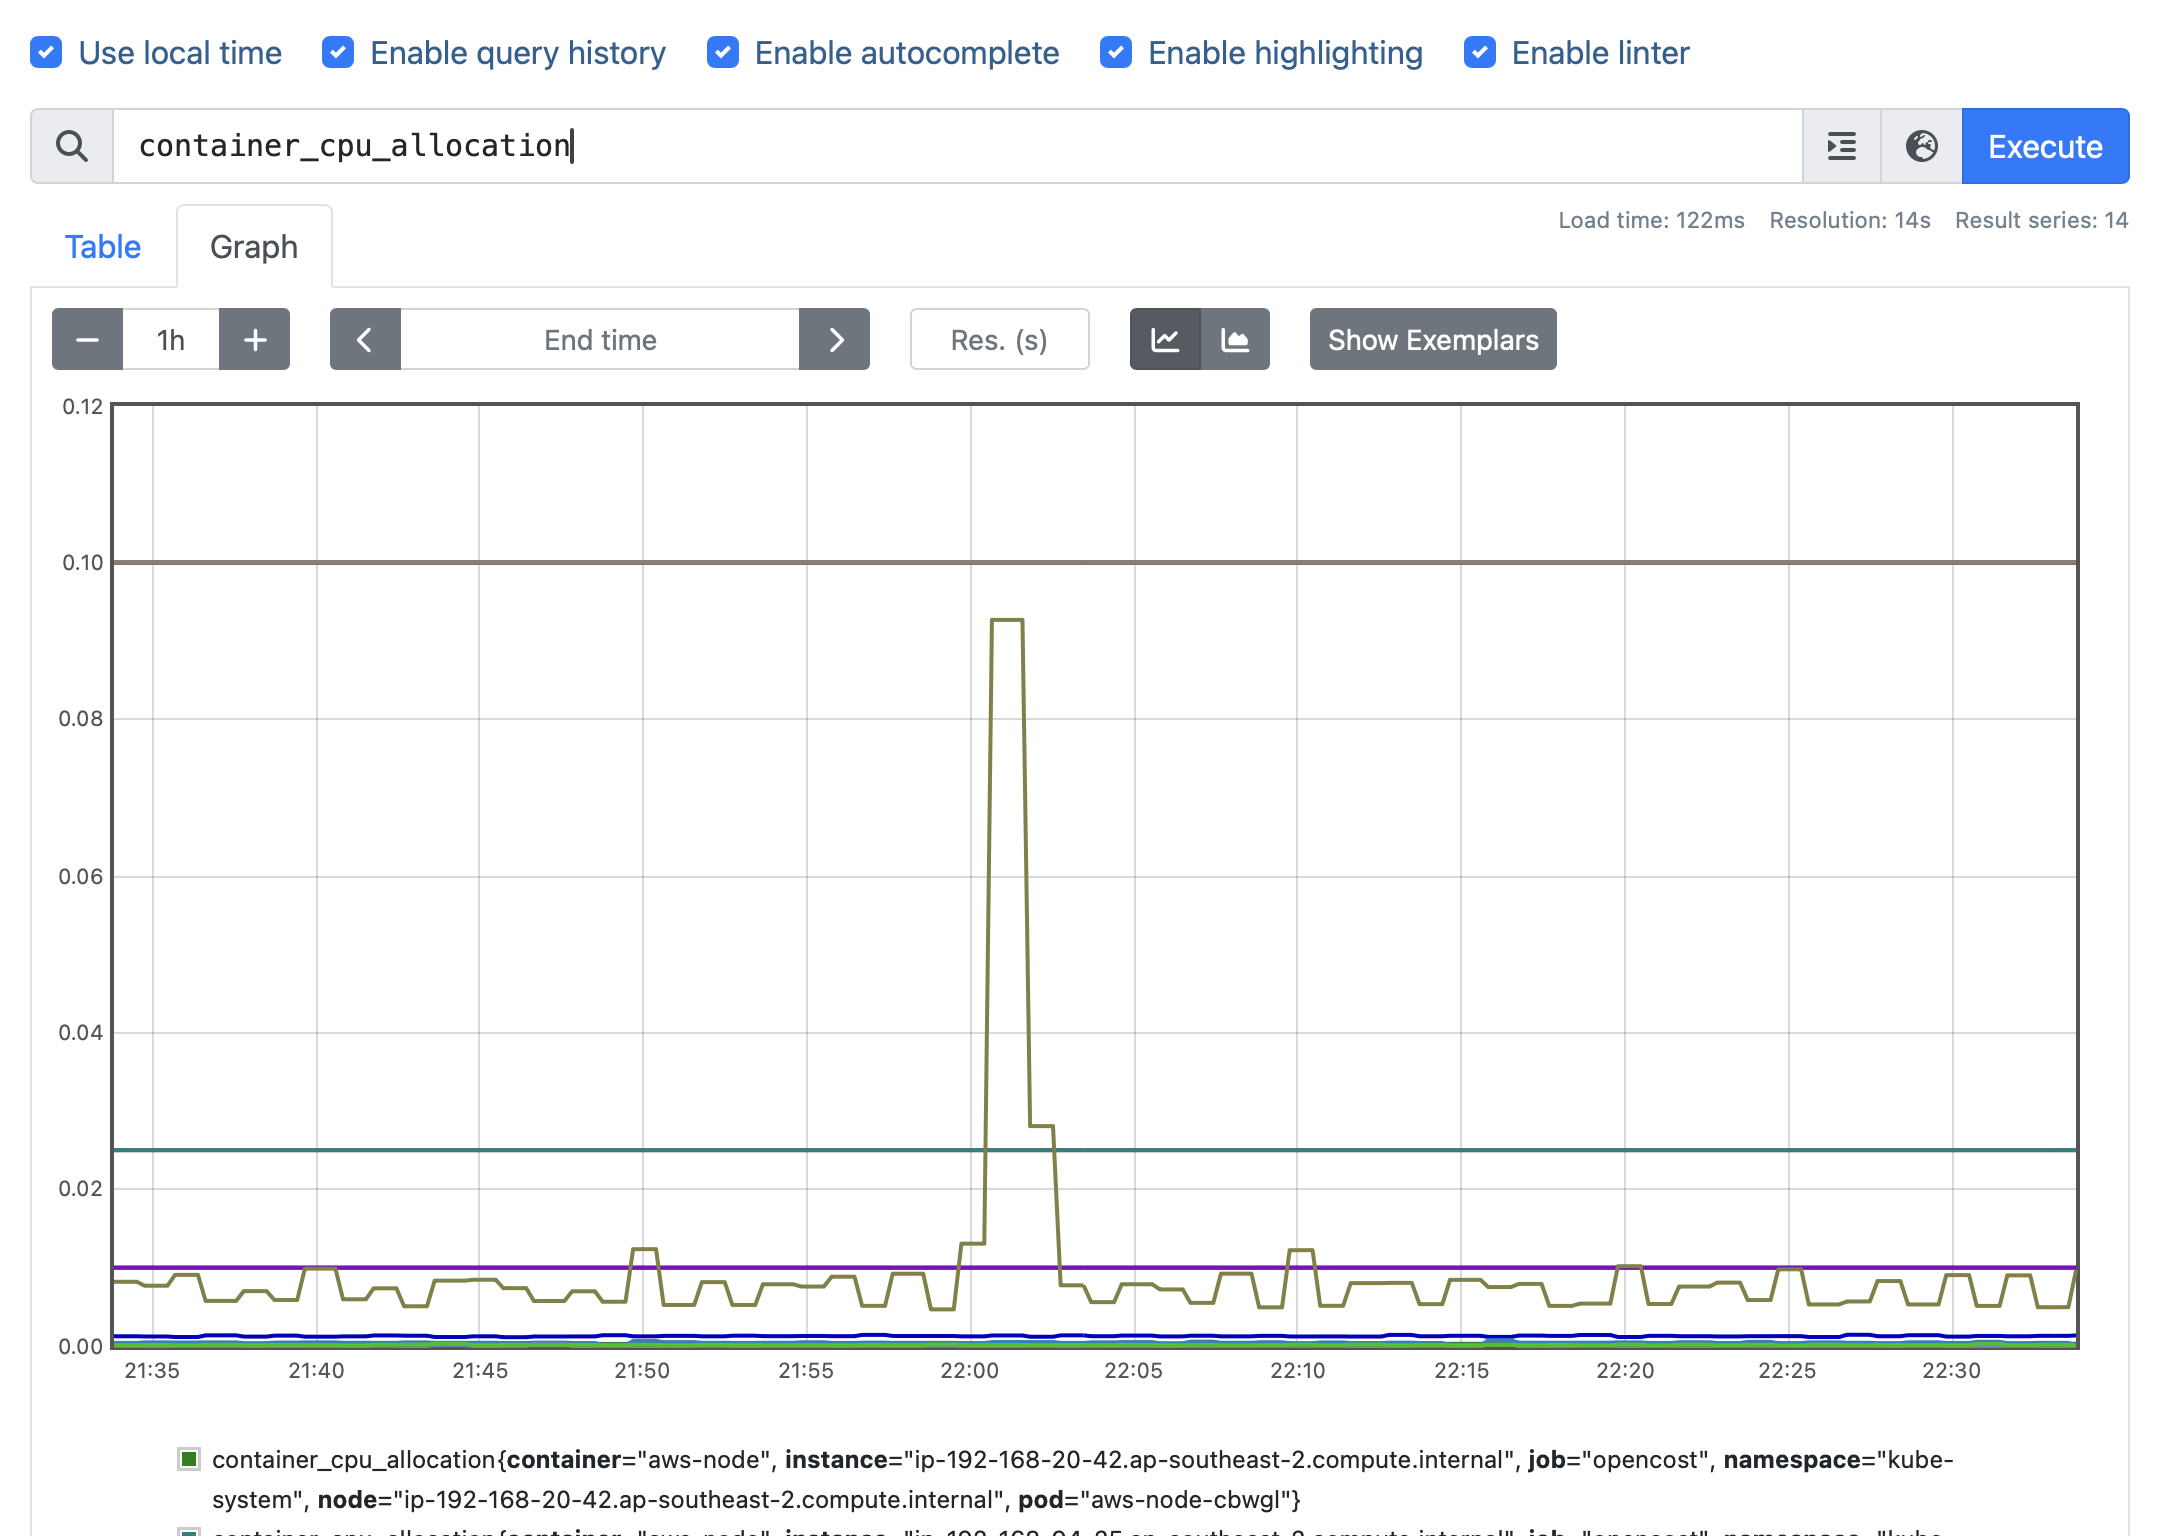 Use local time Enable query history Enable autocomplete Enable highlighting Enable linter
container_cpu_allocation Execute
Table Graph Load time: 122ms Resolution: 14s Result series: 14
1h End time Res. (s) Show Exemplars
0.12
0.10
0.08
0.06
0.04
0.02
0.00
21:35 21:40 21:45 21:50 21:55 22:00 22:05 22:10 22:15 22:20 22:25 22:30
container_cpu_allocation{container="aws-node", instance="ip-192-168-20-42.ap-southeast-2.compute.internal", job="opencost", namespace="kube-
system", node="ip-192-168-20-42.ap-southeast-2.compute.internal", pod="aws-node-cbwgl"}